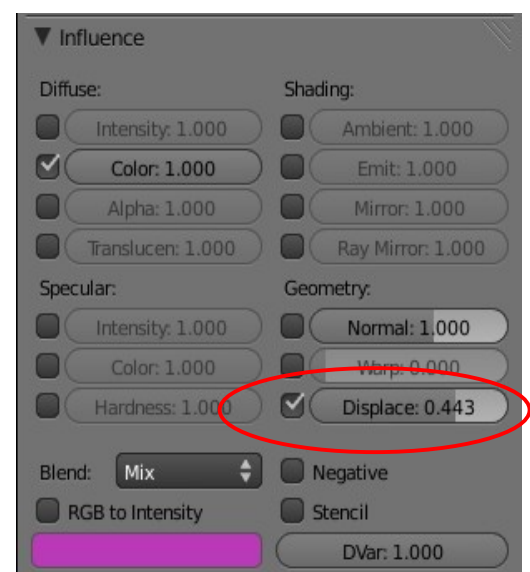 Influence
Diffuse:
Shading:
Intensity: 1.000
Ambient: 1.000
Color: 1.000
Emit: 1.000
Alpha: 1.000
Mirror: 1.000
Translucen: 1.000
Ray Mirror: 1.000
Specular:
Geometry:
Intensity: 1.000
Normal: 1.000
Color: 1.000
Warp: 0.000
Hardness: 1.000
Displace: 0.443
Blend: Mix
Negative
RGB to Intensity
Stencil
DVar: 1.000